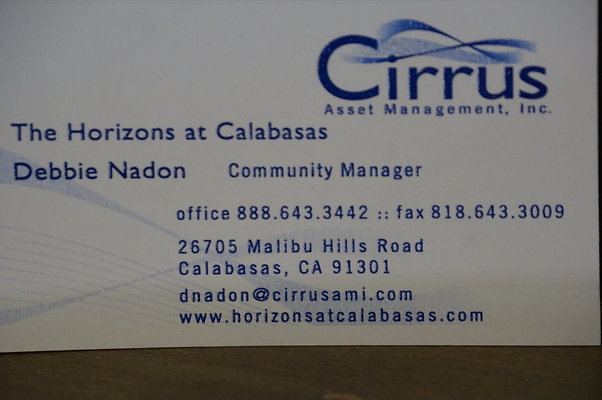 Cirrus
Asset Management, Inc.
The Horizons at Calabasas
Debbie Nadon Community Manager
office 888.643.3442 :: fax 818.643.3009
26705 Malibu Hills Road
Calabasas, CA 91301
dnadon@cirrusami.com
www.horizonsatcalabasas.com